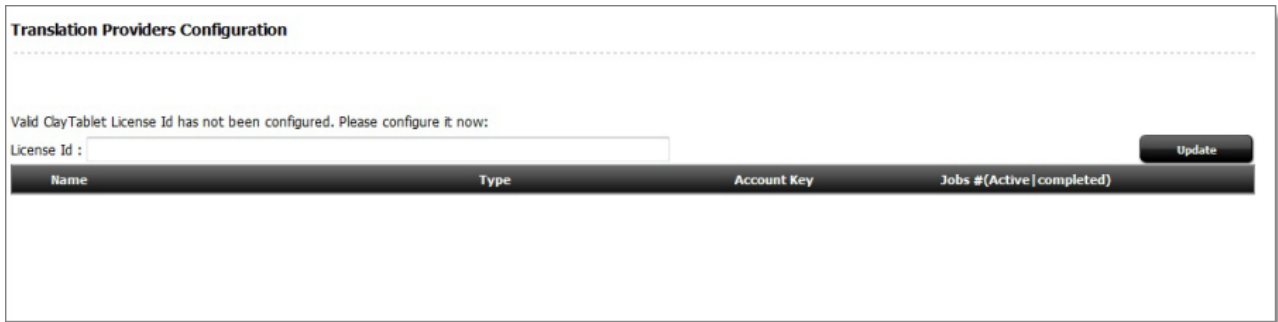 Translation Providers Configuration
Valid ClayTablet License Id has not been configured. Please configure it now:
License Id : Update
Name Type Account Key Jobs #(Active|completed)